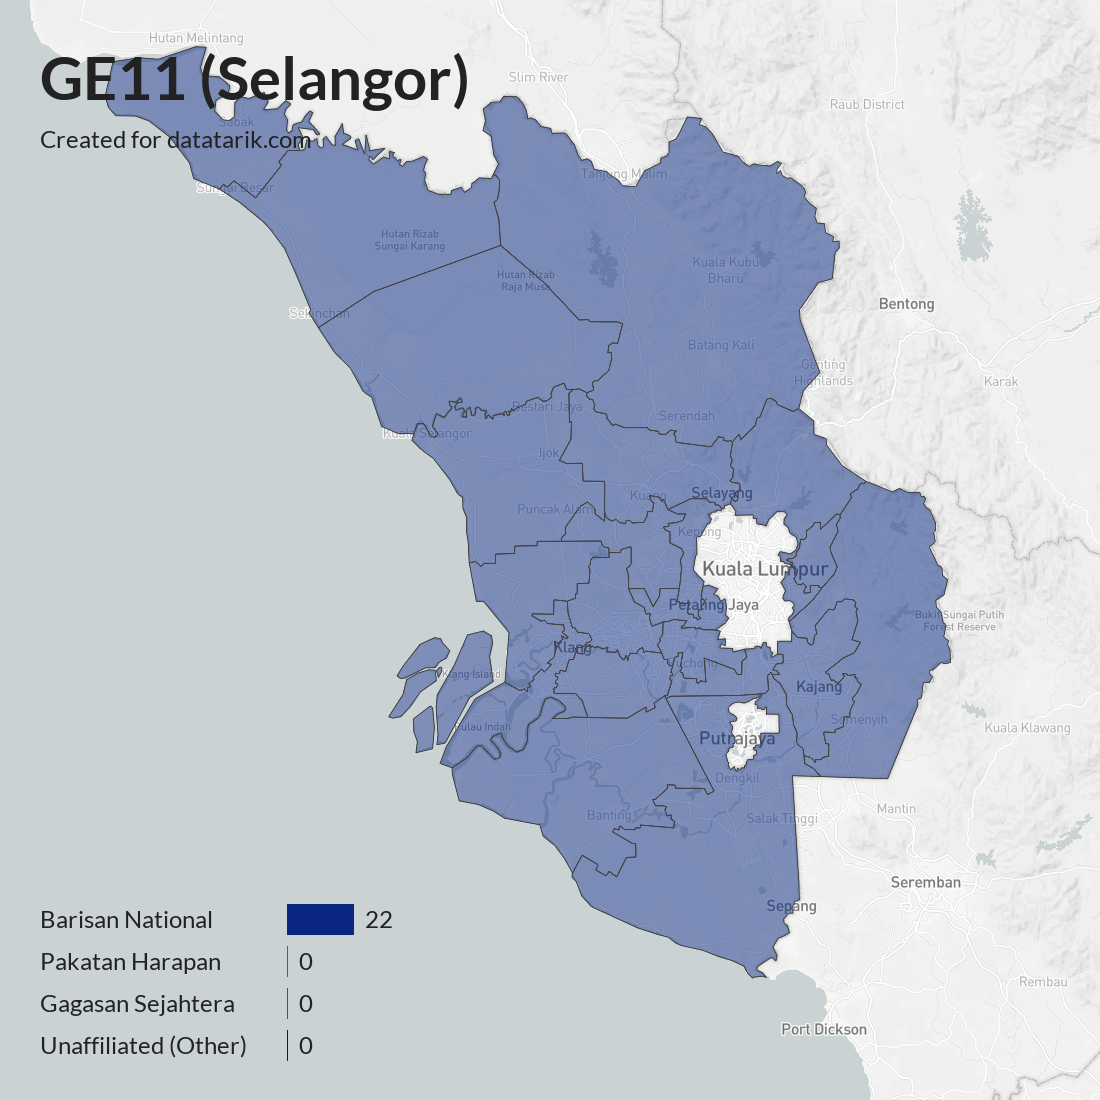 Hutan Melintang
GE11 (Selangor)
Slim River
Raub District
Sabak
Created for datatarik.com
Tanjung Malim
Sungai Besar
Hutan Rizab
Sungai Karang
Kuala Kubu
Bharu
Hutan Rizab
Raja Musa
Bentong
Sekinchan
Batang Kali
Genting
Highlands
Karak
Bestari Jaya
Serendah
Kuala Selangor
Ijok
Kuang
Selayang
Puncak Alam
Kepong
Kuala Lumpur
Petaling Jaya
Bukit Sungai Putih
Forest Reserve
Klang
Puchong
Klang Island
Kajang
Semenyih
Pulau Indah
Kuala Klawang
Putrajaya
Dengkil
Mantin
Banting
Salak Tinggi
Seremban
Sepang
Barisan National 22
Pakatan Harapan 0
Rembau
Gagasan Sejahtera 0
Port Dickson
Unaffiliated (Other) 0